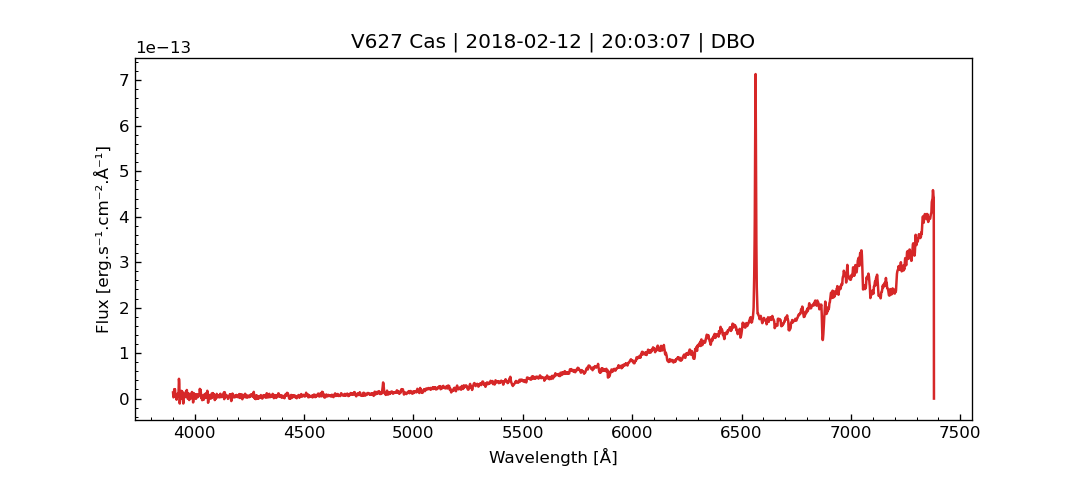 V627 Cas | 2018-02-12 | 20:03:07 | DBO
1e−13
7
6
5
4
3
2
1
0
Flux [erg.s⁻¹.cm⁻².Å⁻¹]
4000 4500 5000 5500 6000 6500 7000 7500
Wavelength [Å]